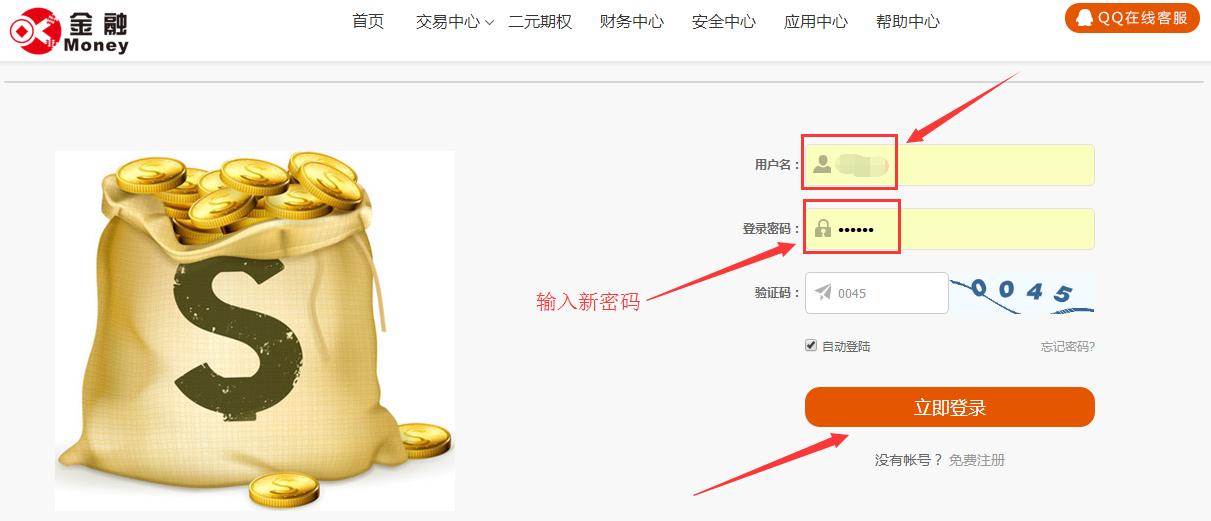 金融
Money
首页 交易中心 二元期权 财务中心 安全中心 应用中心 帮助中心
QQ在线客服
用户名：
登录密码： ••••••
输入新密码
验证码： 0045 0045
自动登陆 忘记密码?
立即登录
没有帐号？ 免费注册
S